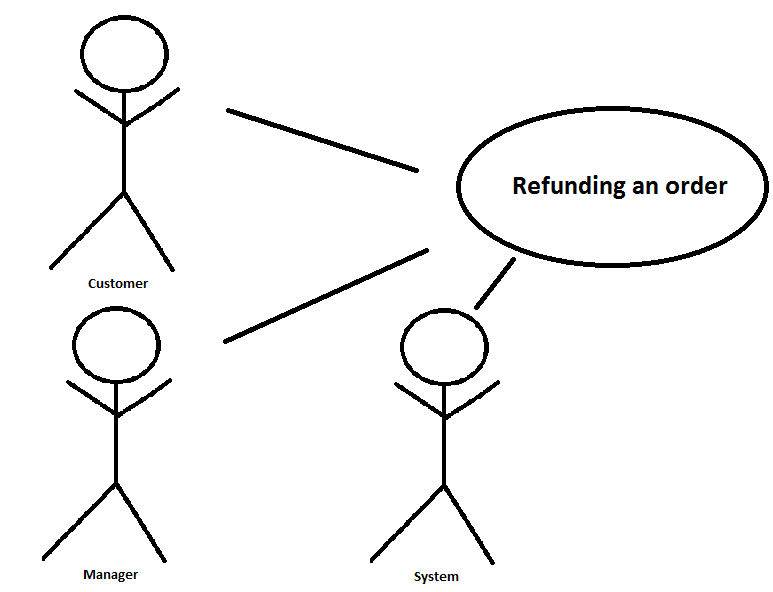 Refunding an order
Customer
Manager
System